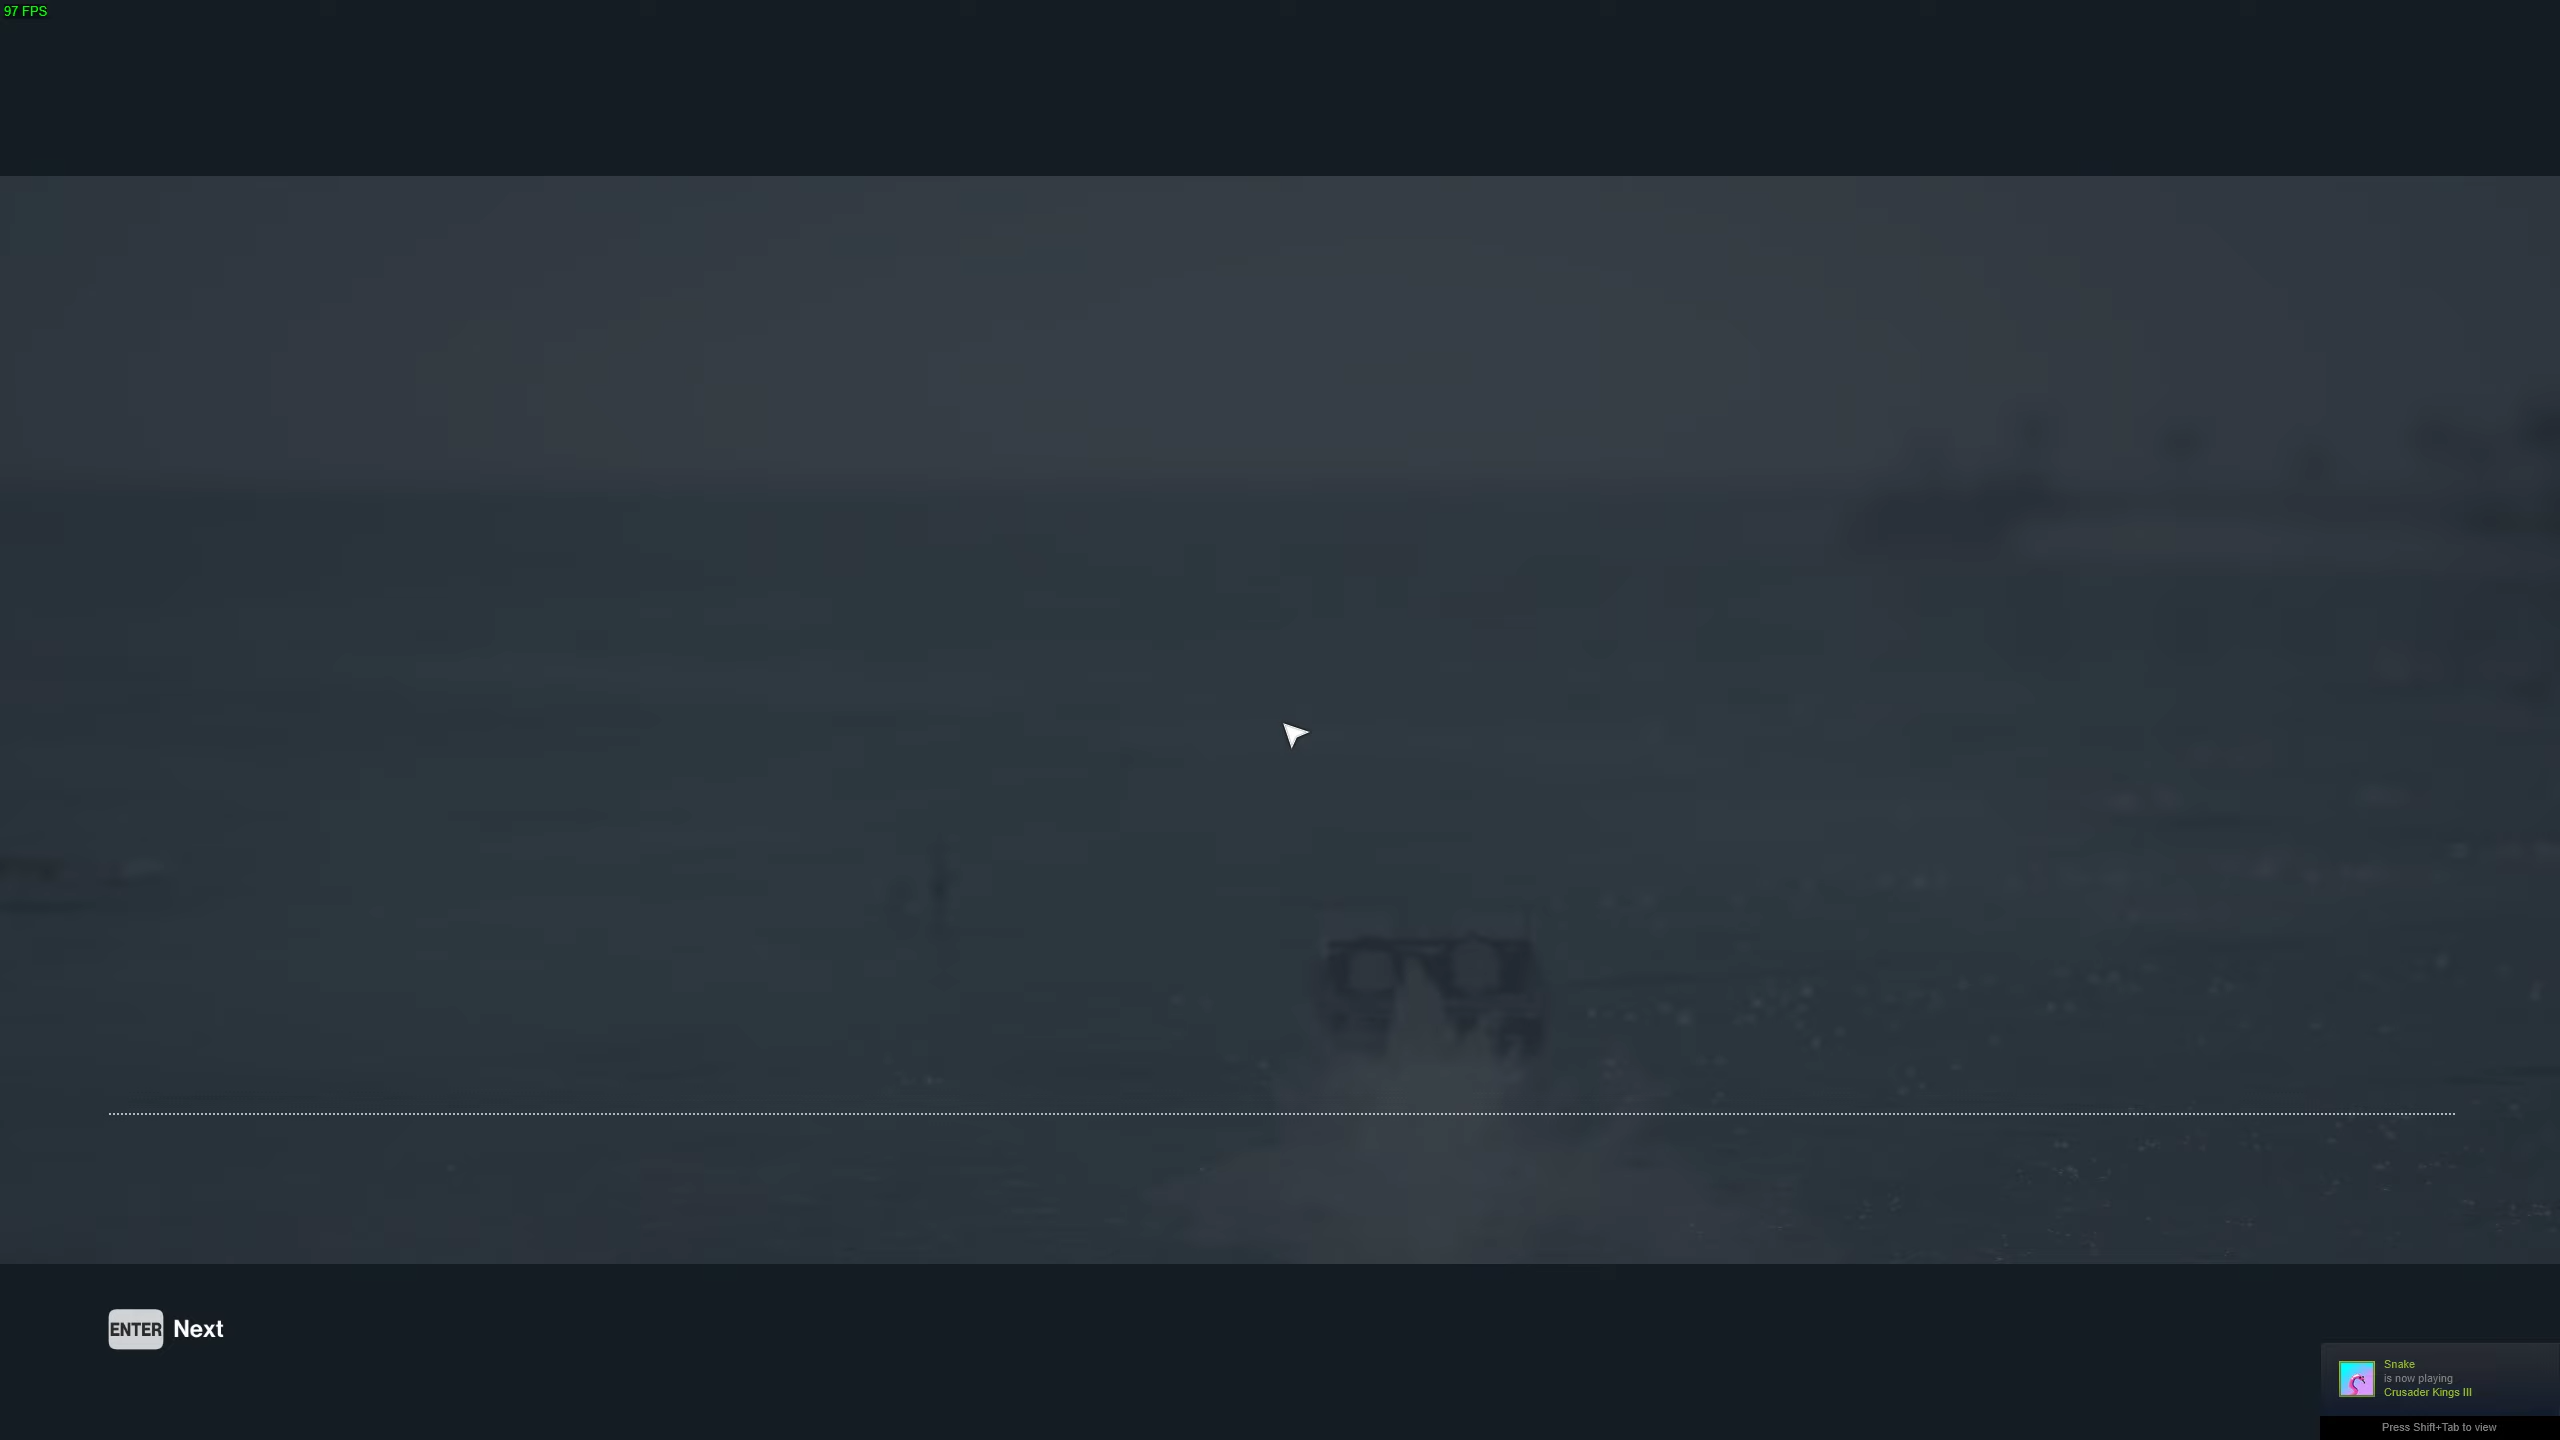 97 FPS
ENTER Next
Snake
is now playing
Crusader Kings III
Press Shift+Tab to view